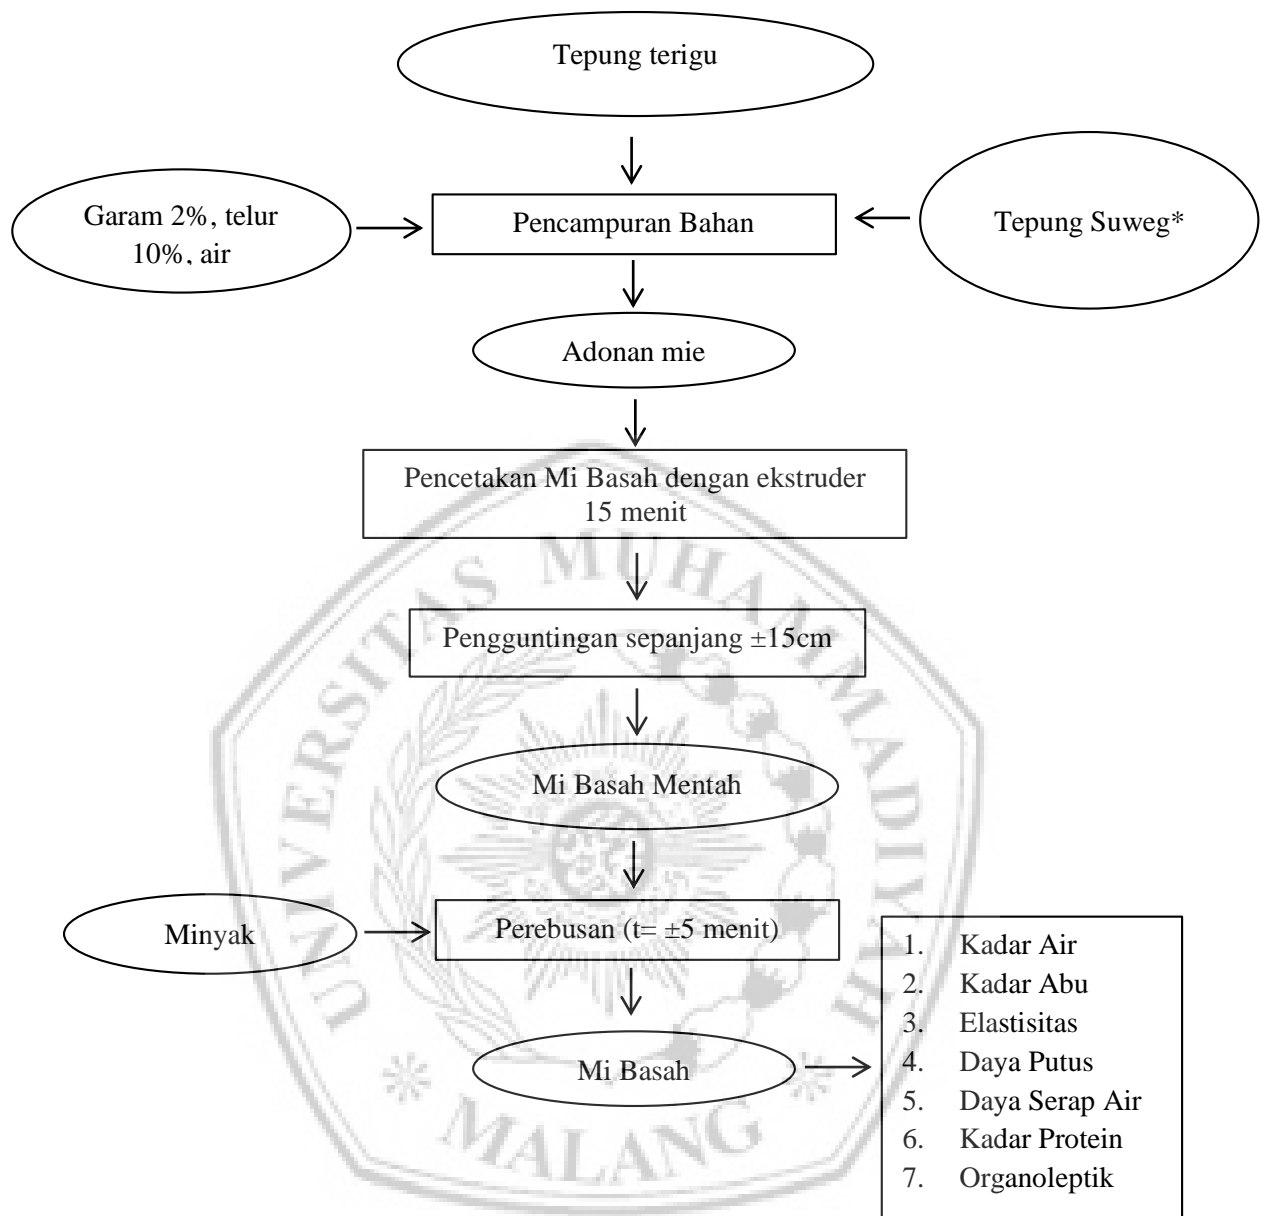 Tepung terigu
Garam 2%, telur
10%, air
Pencampuran Bahan
Tepung Suweg*
Adonan mie
Pencetakan Mi Basah dengan ekstruder
15 menit
Pengguntingan sepanjang ±15cm
Mi Basah Mentah
Minyak
Perebusan (t= ±5 menit)
Mi Basah
1. Kadar Air
2. Kadar Abu
3. Elastisitas
4. Daya Putus
5. Daya Serap Air
6. Kadar Protein
7. Organoleptik
UNIVERSITAS MUHAMMADIYAH
MALANG